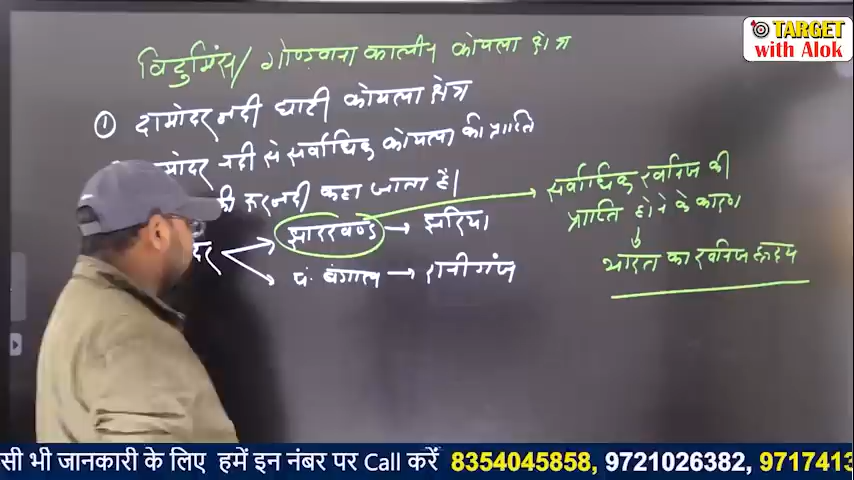 TARGET
with Alok
विटुमिंस/ गोण्डवाना कालीन कोयला क्षेत्र
① दामोदर नदी घाटी कोयला क्षेत्र
मोदर नदी से सर्वाधिक कोयला की प्राप्ति
की रूरनदी कहा जाता है।
झारखण्ड → झरिया
पं. बंगाल → रानीगंज
सर्वाधिक खनिज की
प्राप्ति होने के कारण
भारत का खनिज हृदय
सी भी जानकारी के लिए हमें इन नंबर पर Call करें 8354045858, 9721026382, 9717413